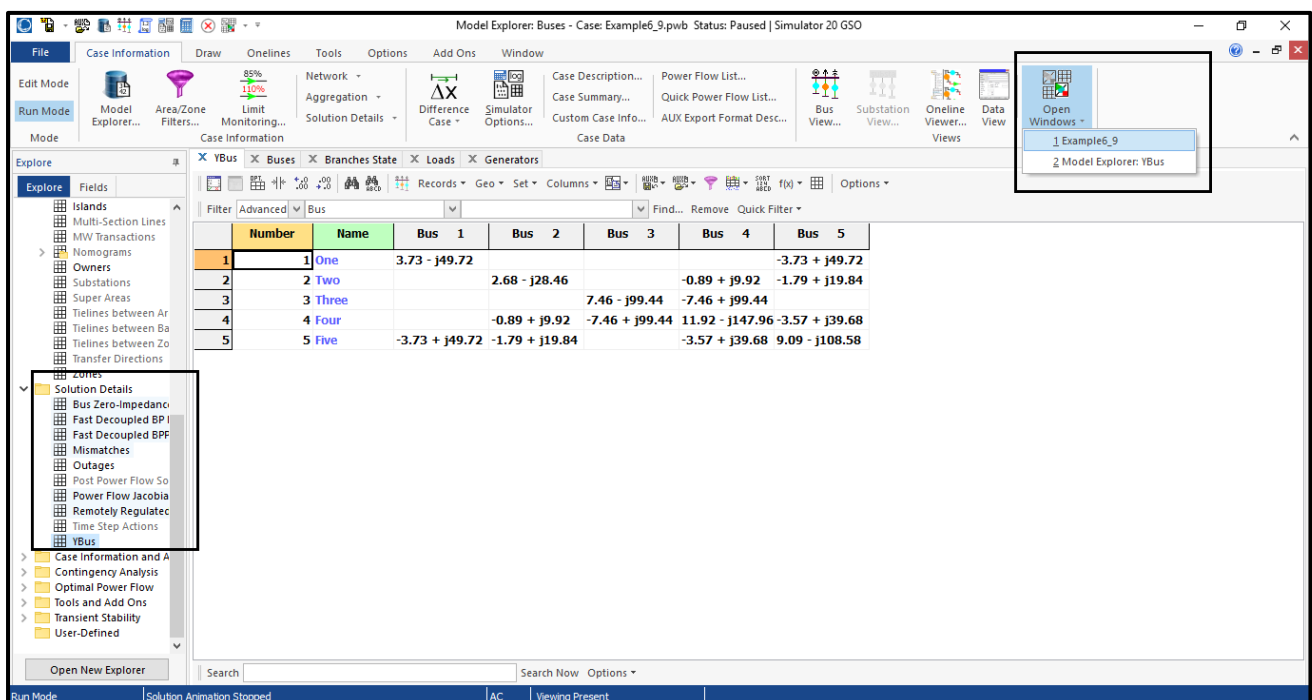 Model Explorer: Buses - Case: Example6_9.pwb Status: Paused | Simulator 20 GSO
File Case Information Draw Onelines Tools Options Add Ons Window
Edit Mode
Run Mode
Mode
Model Explorer...
Area/Zone Filters...
85%
110%
Limit Monitoring...
Network
Aggregation
Solution Details
Case Information
ΔX
Difference Case
Simulator Options...
Case Description...
Case Summary...
Custom Case Info...
Power Flow List...
Quick Power Flow List...
AUX Export Format Desc...
Case Data
Bus View...
Substation View...
Oneline Viewer...
Data View
Views
Open Windows
1 Example6_9
2 Model Explorer: YBus
Explore
Explore Fields
Islands
Multi-Section Lines
MW Transactions
Nomograms
Owners
Substations
Super Areas
Tielines between Ar
Tielines between Ba
Tielines between Zo
Transfer Directions
Zones
Solution Details
Bus Zero-Impedanc
Fast Decoupled BP
Fast Decoupled BPP
Mismatches
Outages
Post Power Flow So
Power Flow Jacobia
Remotely Regulatec
Time Step Actions
YBus
Case Information and A
Contingency Analysis
Optimal Power Flow
Tools and Add Ons
Transient Stability
User-Defined
Open New Explorer
X YBus X Buses X Branches State X Loads X Generators
Records Geo Set Columns f(x) Options
Filter Advanced Bus Find... Remove Quick Filter
Number Name Bus 1 Bus 2 Bus 3 Bus 4 Bus 5
1 1 One 3.73 - j49.72 -3.73 + j49.72
2 2 Two 2.68 - j28.46 -0.89 + j9.92 -1.79 + j19.84
3 3 Three 7.46 - j99.44 -7.46 + j99.44
4 4 Four -0.89 + j9.92 -7.46 + j99.44 11.92 - j147.96 -3.57 + j39.68
5 5 Five -3.73 + j49.72 -1.79 + j19.84 -3.57 + j39.68 9.09 - j108.58
Search Search Now Options
Run Mode Solution Animation Stopped AC Viewing Present